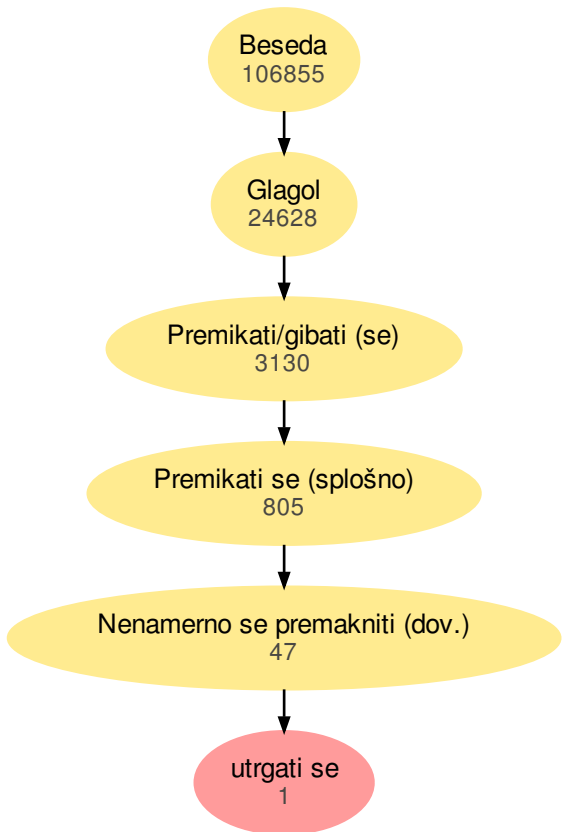 Beseda
106855
Glagol
24628
Premikati/gibati (se)
3130
Premikati se (splošno)
805
Nenamerno se premakniti (dov.)
47
utrgati se
1